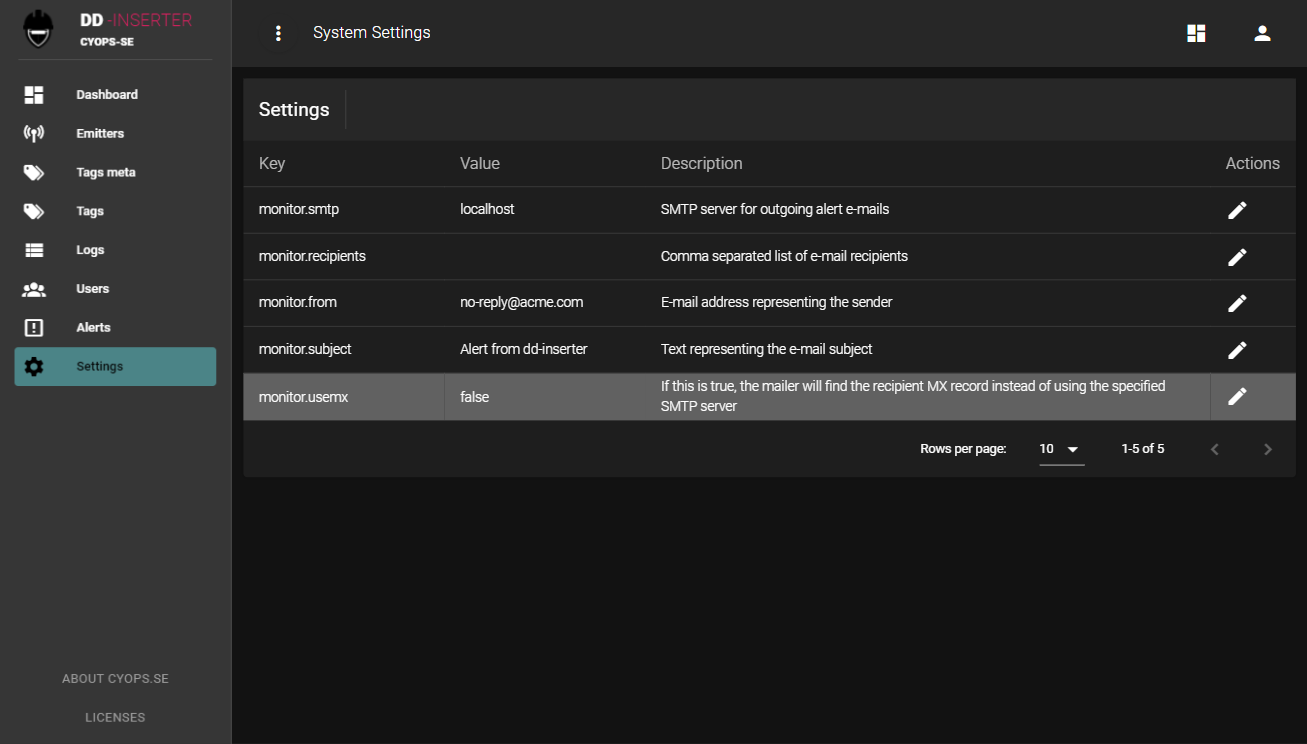 DD -INSERTER
CYOPS-SE
Dashboard
Emitters
Tags meta
Tags
Logs
Users
Alerts
Settings
ABOUT CYOPS.SE
LICENSES
System Settings
Settings
Key Value Description Actions
monitor.smtp localhost SMTP server for outgoing alert e-mails
monitor.recipients Comma separated list of e-mail recipients
monitor.from no-reply@acme.com E-mail address representing the sender
monitor.subject Alert from dd-inserter Text representing the e-mail subject
monitor.usemx false If this is true, the mailer will find the recipient MX record instead of using the specified
SMTP server
Rows per page: 10 1-5 of 5